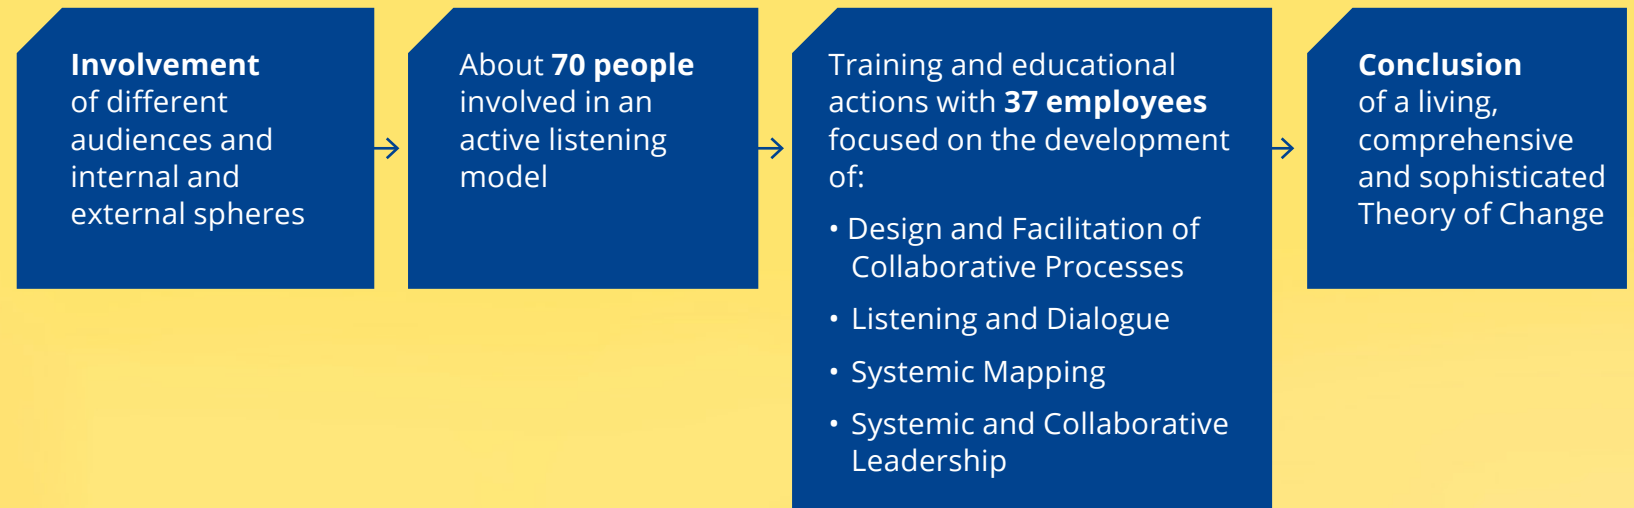 Involvement
of different
audiences and
internal and
external spheres
→
About 70 people
involved in an
active listening
model
→
Training and educational
actions with 37 employees
focused on the development
of:
• Design and Facilitation of
Collaborative Processes
• Listening and Dialogue
• Systemic Mapping
• Systemic and Collaborative
Leadership
→
Conclusion
of a living,
comprehensive
and sophisticated
Theory of Change